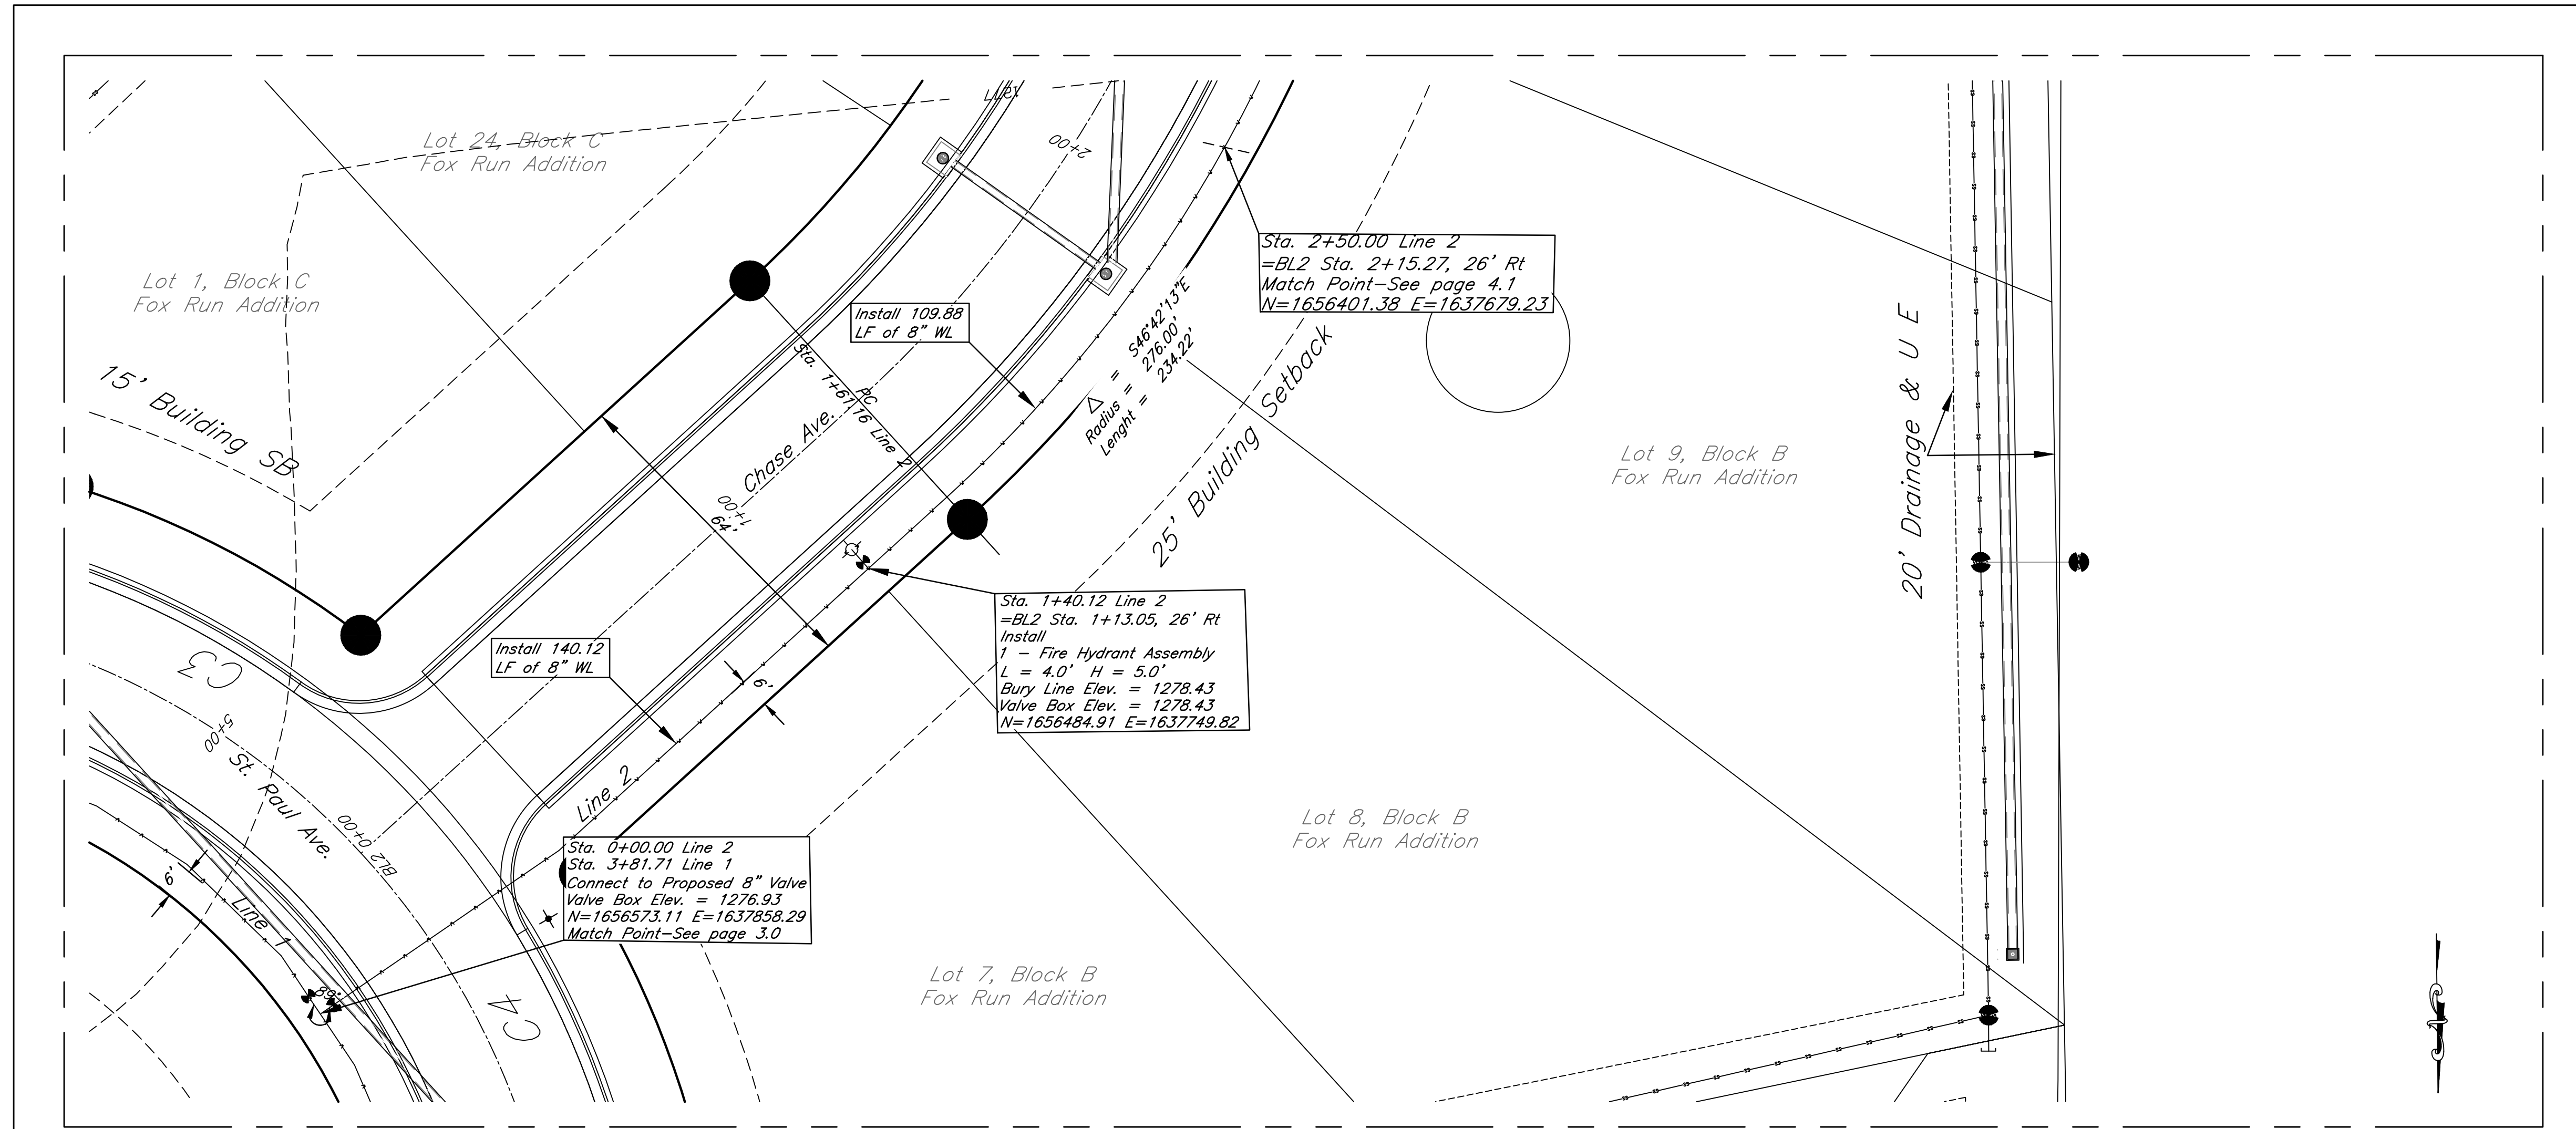 1277
Lot 24, Block C
Fox Run Addition
2+00
Sta. 2+50.00 Line 2
=BL2 Sta. 2+15.27, 26' Rt
Match Point-See page 4.1
N=1656401.38 E=1637679.23
Lot 1, Block C
Fox Run Addition
Install 109.88
LF of 8" WL
Δ = S46°42'13"E
Radius = 276.00'
Lenght = 234.22'
PC
Sta. 1+61.16 Line 2
15' Building SB
Chase Ave.
1+00
64'
25' Building Setback
Lot 9, Block B
Fox Run Addition
20' Drainage & U E
Sta. 1+40.12 Line 2
=BL2 Sta. 1+13.05, 26' Rt
Install
1 - Fire Hydrant Assembly
L = 4.0' H = 5.0'
Bury Line Elev. = 1278.43
Valve Box Elev. = 1278.43
N=1656484.91 E=1637749.82
Install 140.12
LF of 8" WL
6'
C3
5+00
St. Paul Ave.
BL2 0+00
Line 2
Lot 8, Block B
Fox Run Addition
Sta. 0+00.00 Line 2
Sta. 3+81.71 Line 1
Connect to Proposed 8" Valve
Valve Box Elev. = 1276.93
N=1656573.11 E=1637858.29
Match Point-See page 3.0
6'
Line 1
89°
C4
Lot 7, Block B
Fox Run Addition